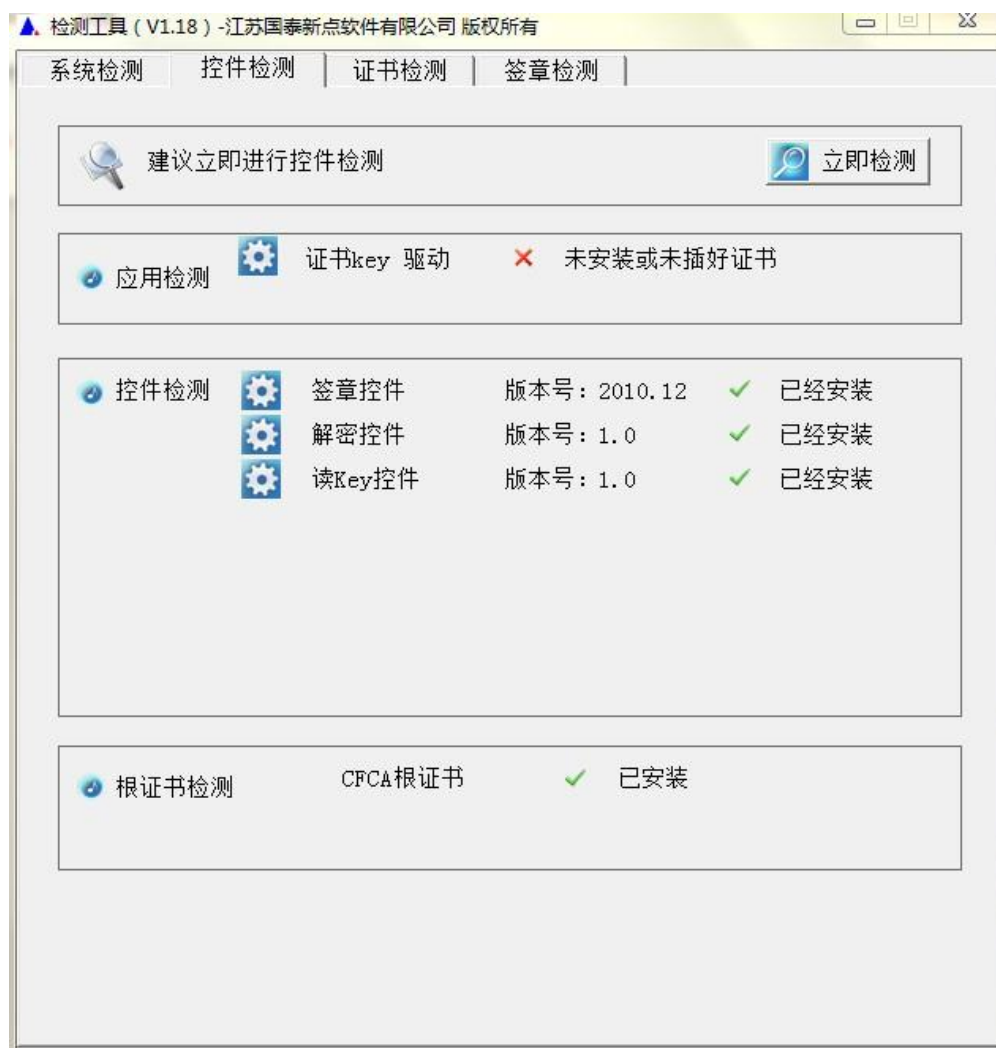 检测工具（V1.18）-江苏国泰新点软件有限公司 版权所有
系统检测 控件检测 证书检测 签章检测
建议立即进行控件检测 立即检测
应用检测 证书key 驱动 未安装或未插好证书
控件检测 签章控件 版本号：2010.12 已经安装
解密控件 版本号：1.0 已经安装
读Key控件 版本号：1.0 已经安装
根证书检测 CFCA根证书 已安装